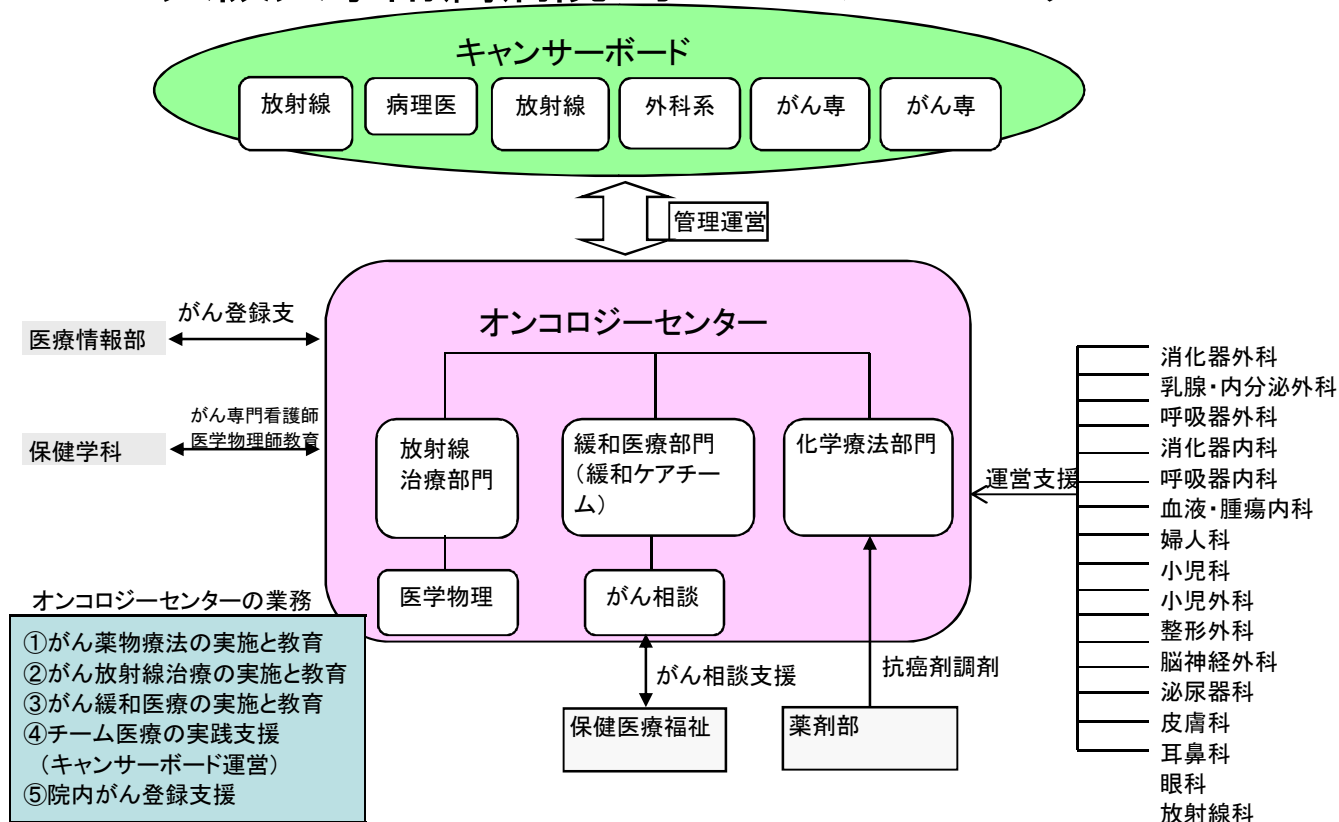 キャンサーボード
放射線
病理医
放射線
外科系
がん専
がん専
管理運営
オンコロジーセンター
がん登録支
医療情報部
がん専門看護師
医学物理師教育
保健学科
放射線
治療部門
緩和医療部門
（緩和ケアチー
ム）
化学療法部門
医学物理
がん相談
運営支援
消化器外科
乳腺・内分泌外科
呼吸器外科
消化器内科
呼吸器内科
血液・腫瘍内科
婦人科
小児科
小児外科
整形外科
脳神経外科
泌尿器科
皮膚科
耳鼻科
眼科
放射線科
がん相談支援
抗癌剤調剤
保健医療福祉
薬剤部
オンコロジーセンターの業務
①がん薬物療法の実施と教育
②がん放射線治療の実施と教育
③がん緩和医療の実施と教育
④チーム医療の実践支援
（キャンサーボード運営）
⑤院内がん登録支援